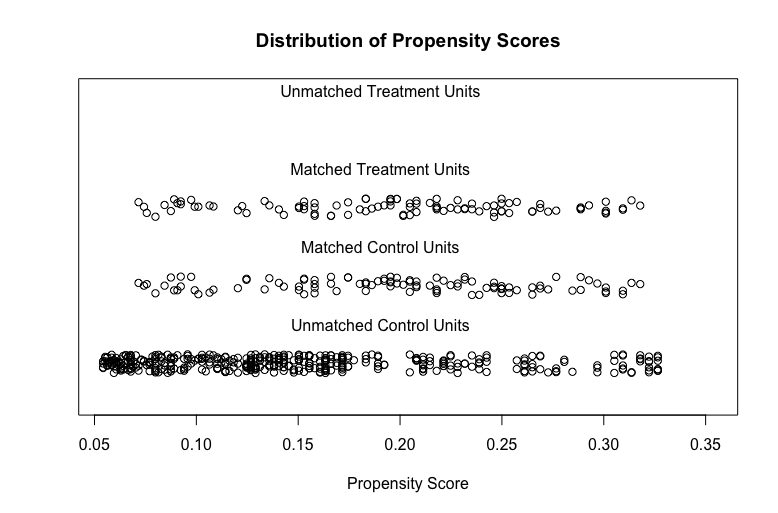 Distribution of Propensity Scores
Unmatched Treatment Units
Matched Treatment Units
Matched Control Units
Unmatched Control Units
0.05 0.10 0.15 0.20 0.25 0.30 0.35
Propensity Score